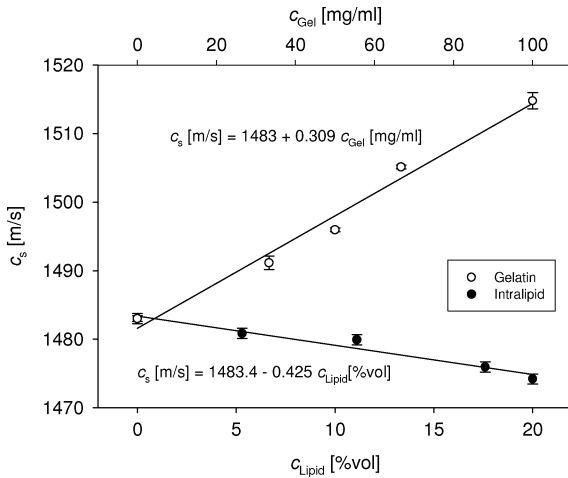 c_Gel [mg/ml]
0 20 40 60 80 100
1520
1510
1500
1490
1480
1470
c_s [m/s]
c_s [m/s] = 1483 + 0.309 c_Gel [mg/ml]
Gelatin
Intralipid
c_s [m/s] = 1483.4 - 0.425 c_Lipid[%vol]
0 5 10 15 20
c_Lipid [%vol]